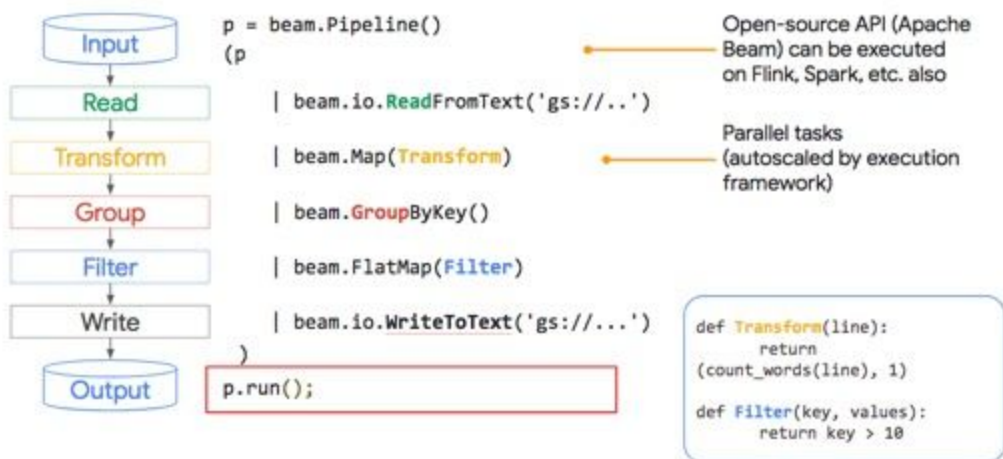 Input
Read
Transform
Group
Filter
Write
Output
p = beam.Pipeline()
(p
| beam.io.ReadFromText('gs://..')
| beam.Map(Transform)
| beam.GroupByKey()
| beam.FlatMap(Filter)
| beam.io.WriteToText('gs://...')
)
p.run();
Open-source API (Apache
Beam) can be executed
on Flink, Spark, etc. also
Parallel tasks
(autoscaled by execution
framework)
def Transform(line):
return
(count_words(line), 1)
def Filter(key, values):
return key > 10